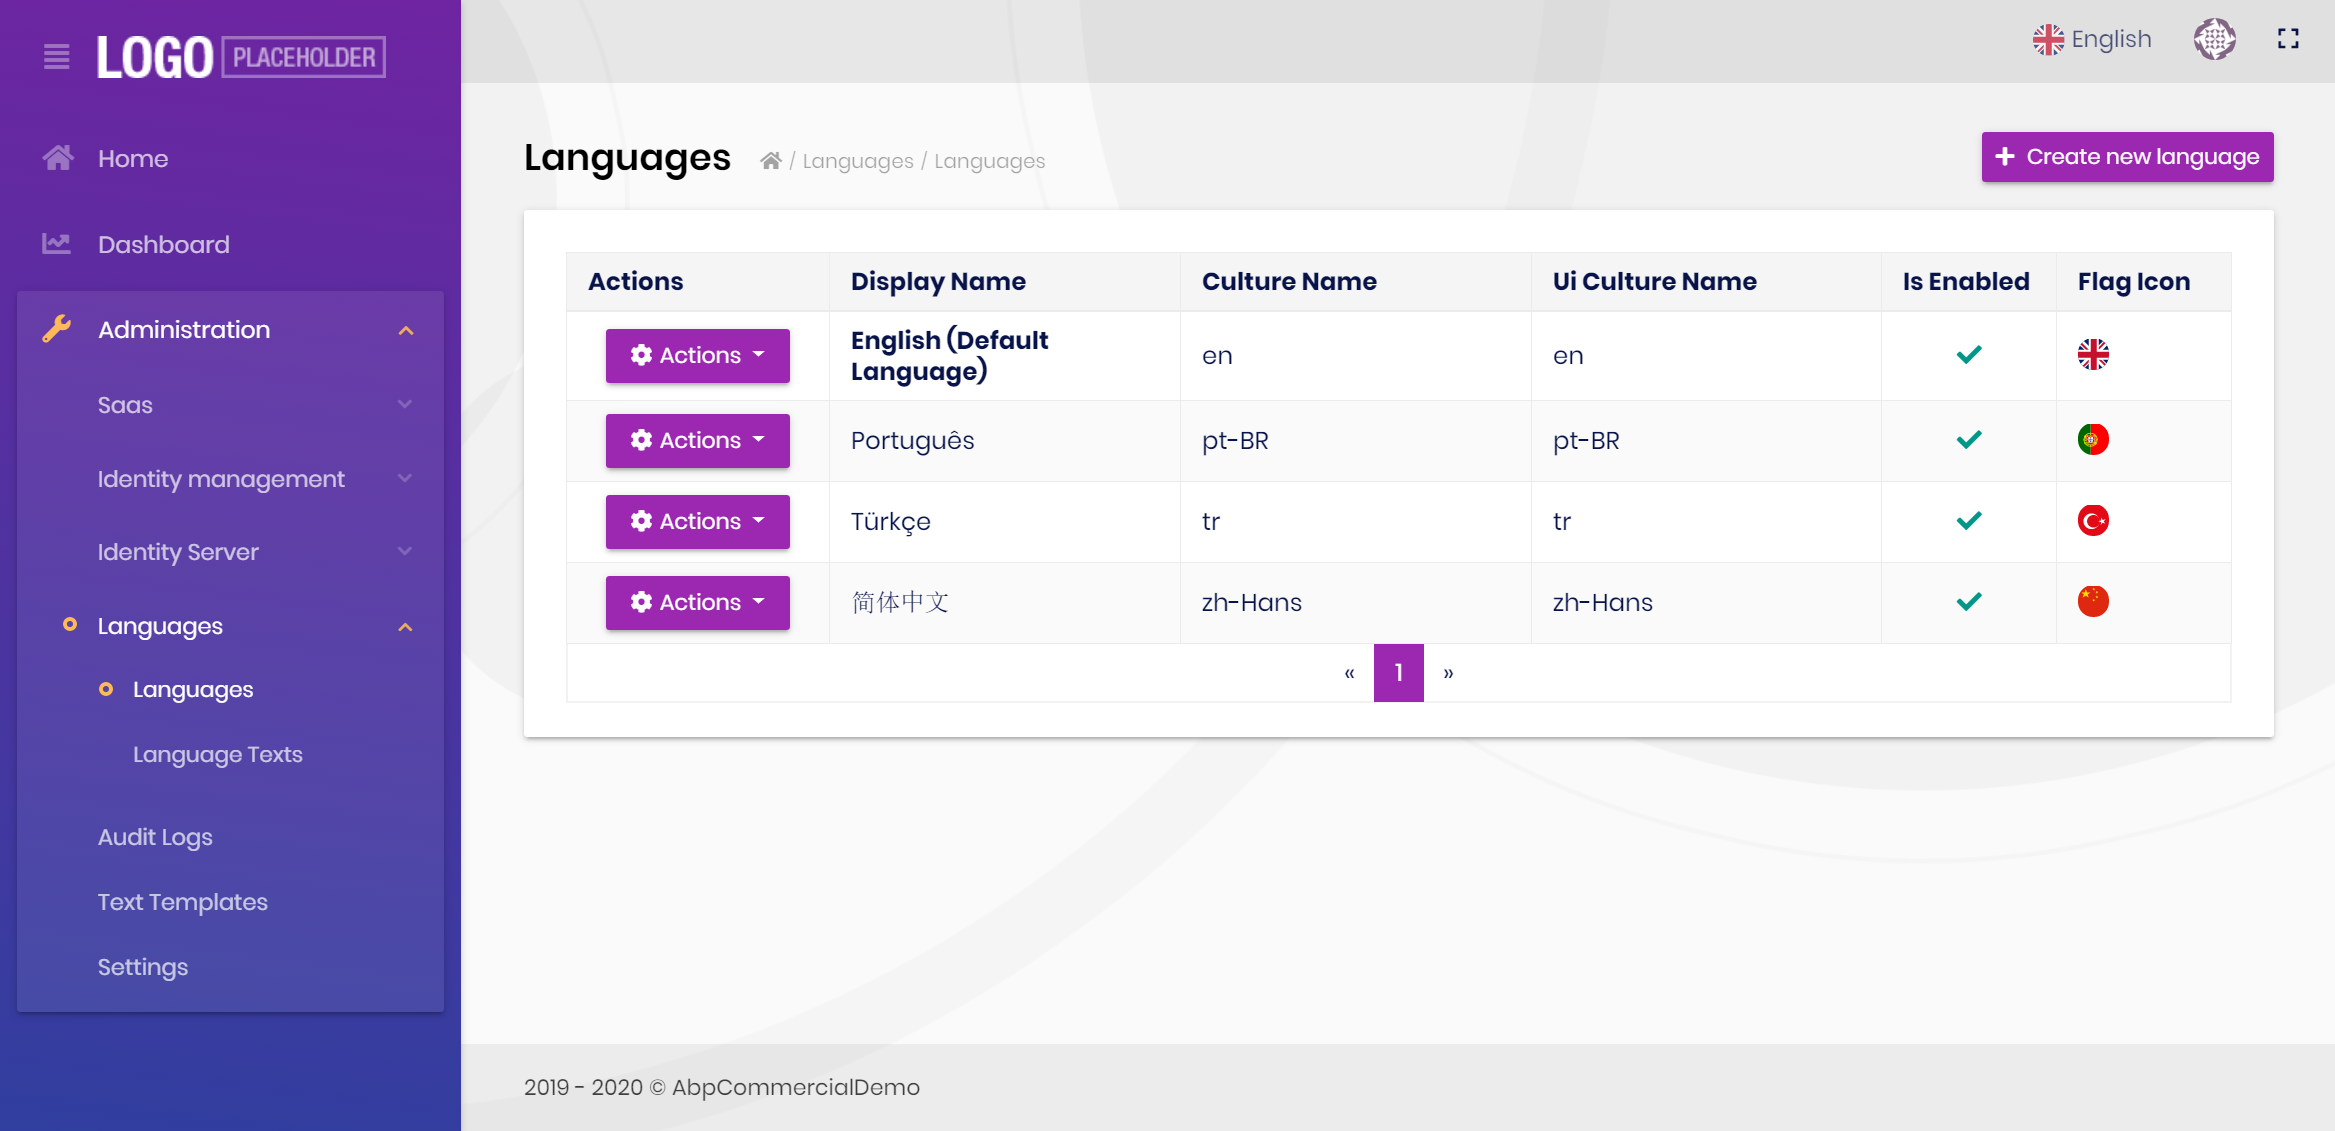 LOGO PLACEHOLDER
English
Home
Dashboard
Administration
Saas
Identity management
Identity Server
Languages
Languages
Language Texts
Audit Logs
Text Templates
Settings
Languages / Languages / Languages
Create new language
Actions Display Name Culture Name Ui Culture Name Is Enabled Flag Icon
Actions English (Default Language) en en
Actions Português pt-BR pt-BR
Actions Türkçe tr tr
Actions 简体中文 zh-Hans zh-Hans
« 1 »
2019 - 2020 © AbpCommercialDemo